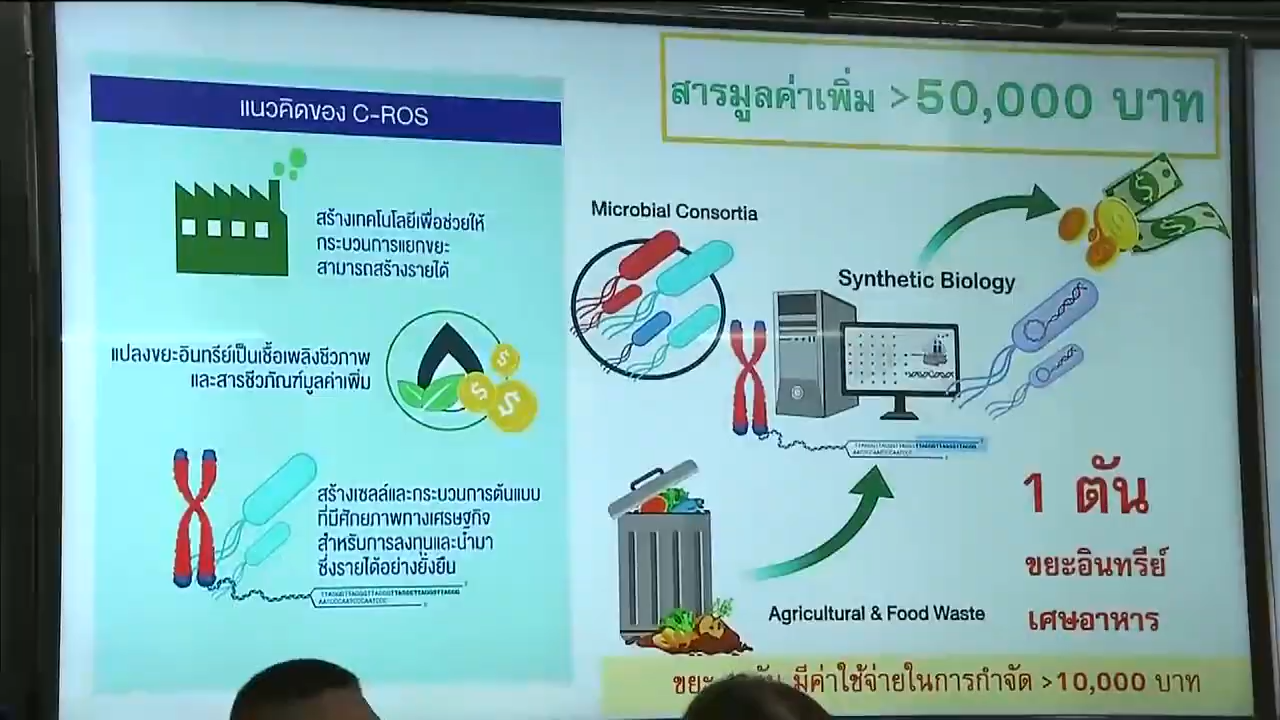 แนวคิดของ C-ROS
สร้างเทคโนโลยีเพื่อช่วยให้
กระบวนการแยกขยะ
สามารถสร้างรายได้
แปลงขยะอินทรีย์เป็นเชื้อเพลิงชีวภาพ
และสารชีวภัณฑ์มูลค่าเพิ่ม
สร้างเซลล์และกระบวนการต้นแบบ
ที่มีศักยภาพทางเศรษฐกิจ
สำหรับการลงทุนและนำมา
ซึ่งรายได้อย่างยั่งยืน
สารมูลค่าเพิ่ม >50,000 บาท
Microbial Consortia
Synthetic Biology
1 ตัน
ขยะอินทรีย์
เศษอาหาร
Agricultural & Food Waste
ขยะ มีค่าใช้จ่ายในการกำจัด >10,000 บาท